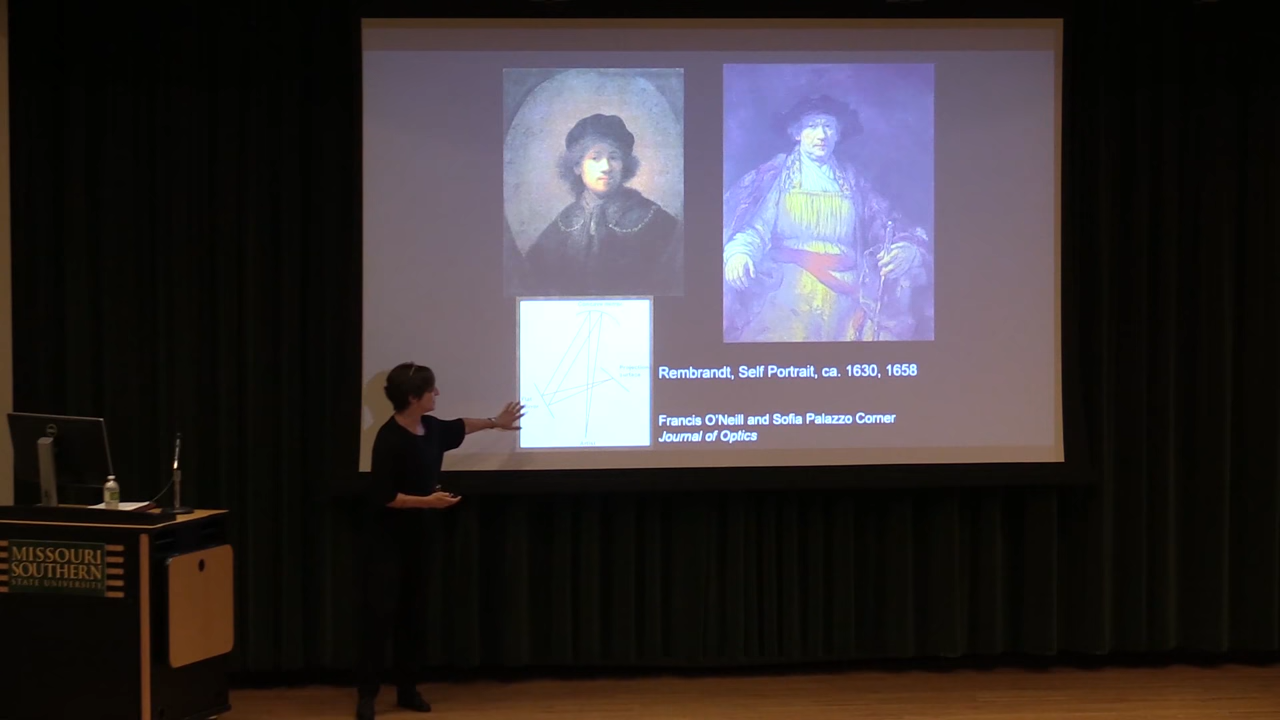 Rembrandt, Self Portrait, ca. 1630, 1658
Francis O'Neill and Sofia Palazzo Corner
Journal of Optics
MISSOURI
SOUTHERN
STATE UNIVERSITY